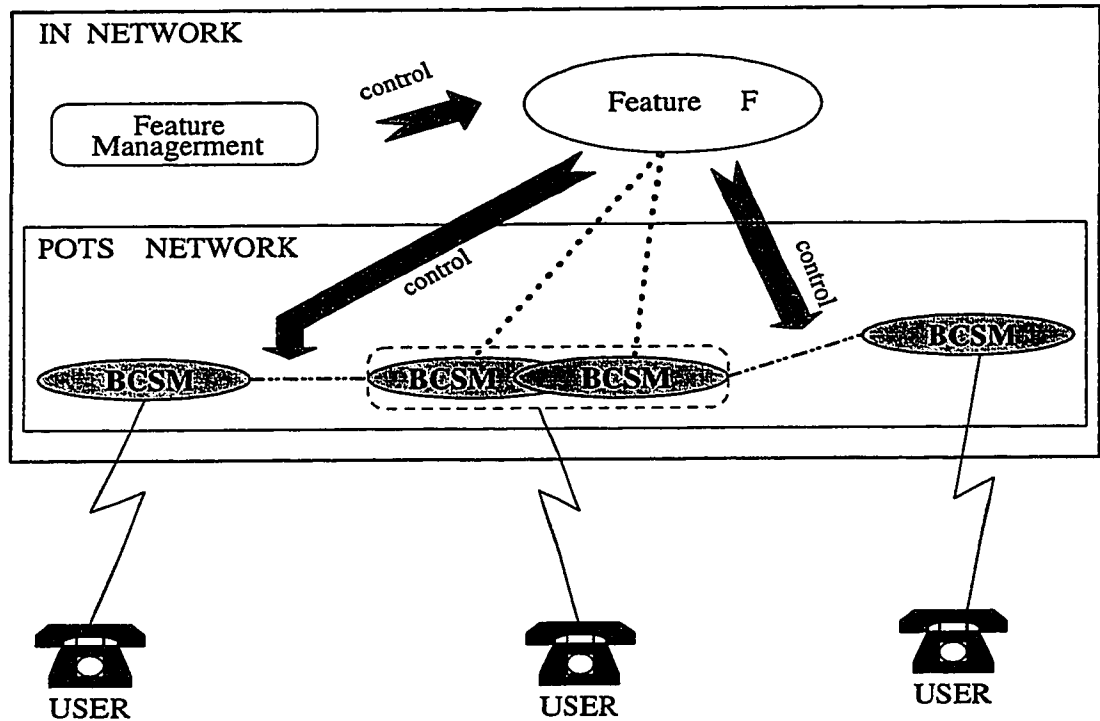 IN NETWORK
control
Feature F
Feature
Managerment
POTS NETWORK
control
control
BCSM
BCSM
BCSM
BCSM
USER
USER
USER